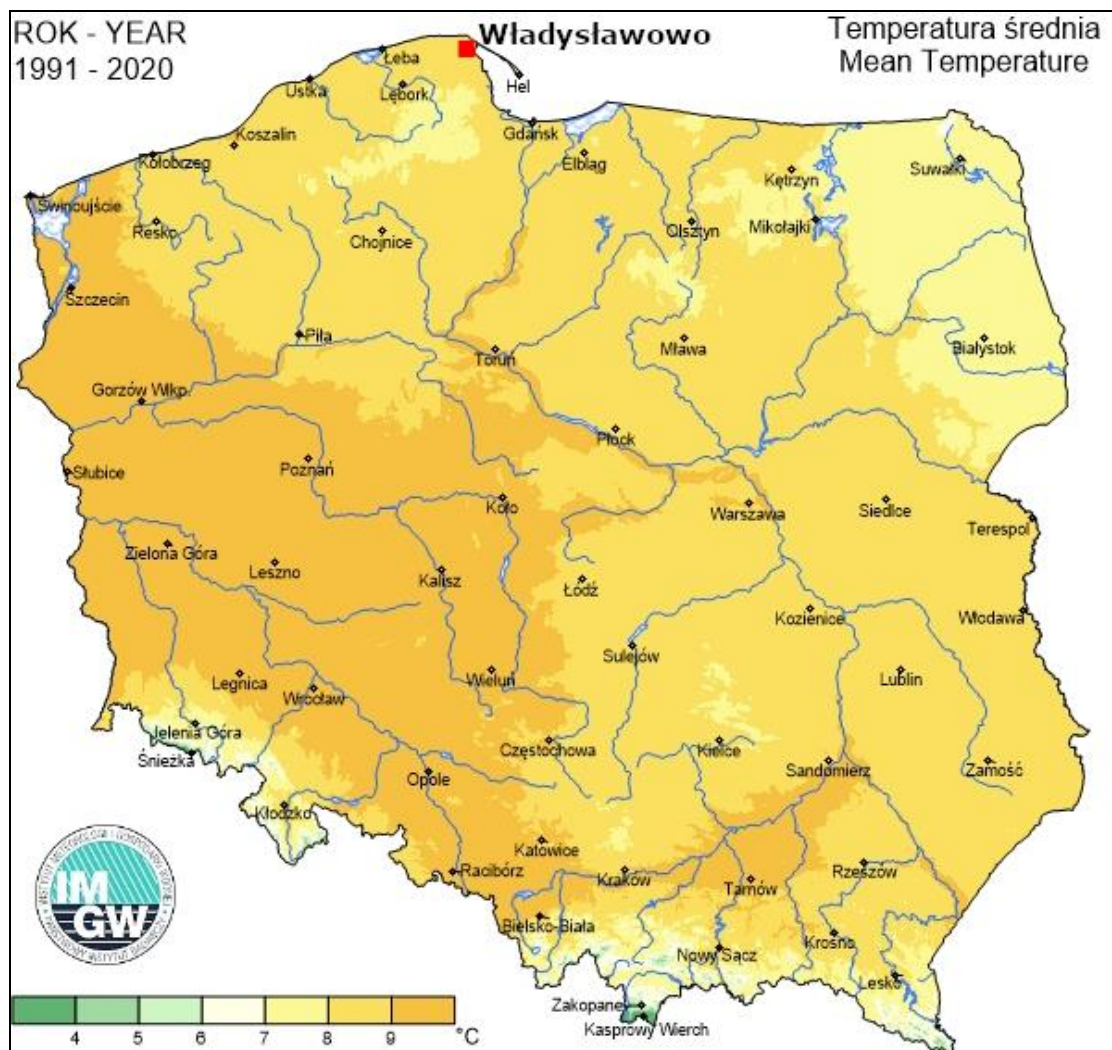 ROK - YEAR
1991 - 2020
Władysławowo
Temperatura średnia
Mean Temperature
Łeba
Hel
Ustka
Lębork
Gdańsk
Koszalin
Elbląg
Kołobrzeg
Kętrzyn
Suwałki
Świnoujście
Resko
Chojnice
Olsztyn
Mikołajki
Szczecin
Piła
Toruń
Mława
Białystok
Gorzów Wlkp.
Płock
Słubice
Poznań
Koło
Warszawa
Siedlce
Terespol
Zielona Góra
Leszno
Kalisz
Łódź
Kozienice
Włodawa
Sulejów
Legnica
Wrocław
Wieluń
Lublin
Jelenia Góra
Śnieżka
Częstochowa
Kielce
Sandomierz
Zamość
Opole
Kłodzko
Katowice
Racibórz
Kraków
Tarnów
Rzeszów
Bielsko-Biała
Nowy Sącz
Krosno
Lesko
Zakopane
Kasprowy Wierch
IM
GW
4 5 6 7 8 9 °C